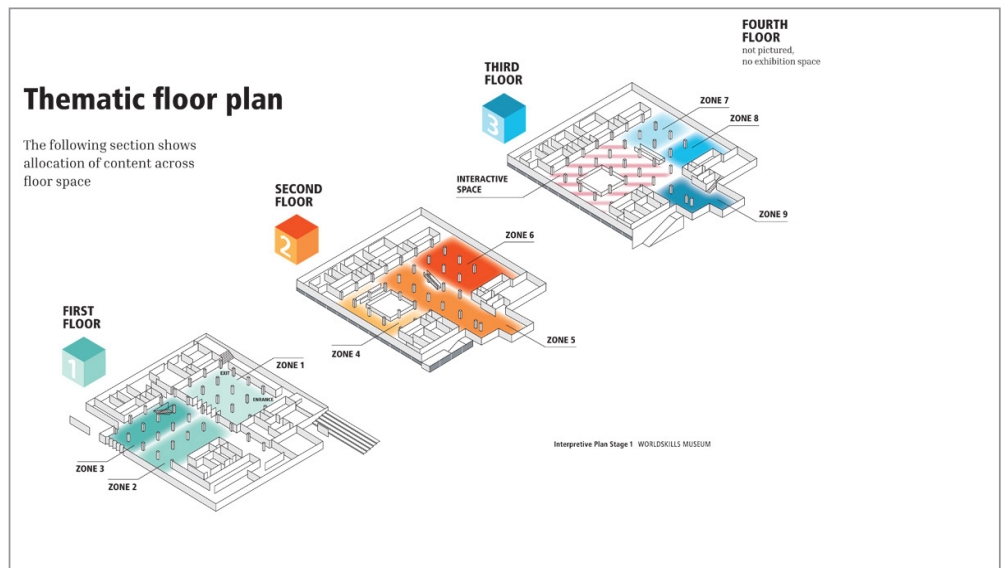 FOURTH
FLOOR
not pictured,
no exhibition space
THIRD
FLOOR
3
ZONE 7
ZONE 8
INTERACTIVE
SPACE
ZONE 9
Thematic floor plan
The following section shows
allocation of content across
floor space
SECOND
FLOOR
2
ZONE 6
ZONE 5
ZONE 4
FIRST
FLOOR
1
ZONE 1
EXIT
ENTRANCE
ZONE 3
ZONE 2
Interpretive Plan Stage 1 WORLDSKILLS MUSEUM